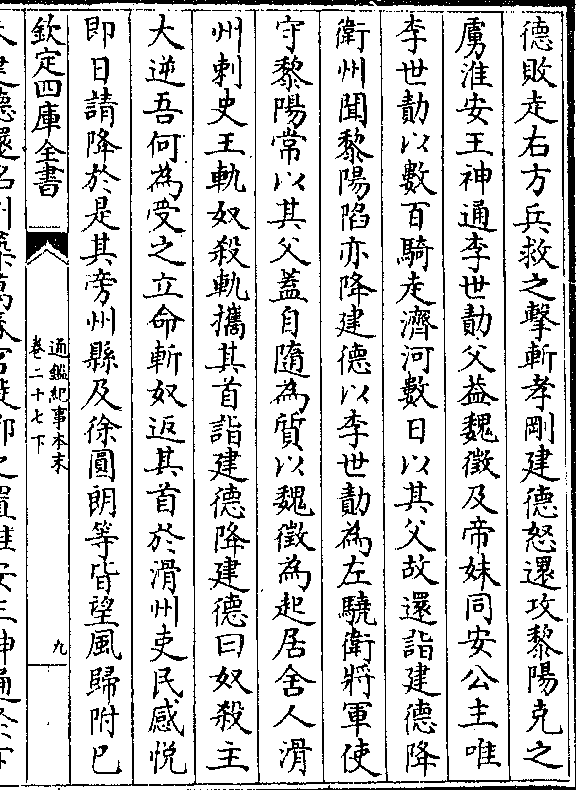 德敗走右方兵救之擊斬孝剛建德怒還攻黎陽克之
虜淮安王神通李世勣父益魏徵及帝妹同安公主唯
李世勣以數百騎走濟河數日以其父故還詣建德降
衛州聞黎陽陷亦降建德以李世勣為左驍衛將軍使
守黎陽常以其父蓋自隨為質以魏徵為起居舍人滑
州刺史王軌奴殺軌攜其首詣建德降建德曰奴殺主
大逆吾何為受之立命斬奴返其首於滑州吏民感悅
即日請降於是其旁州縣及徐圓朗等皆望風歸附己
欽定四庫全書
通鑑紀事本末
卷二十七下
九